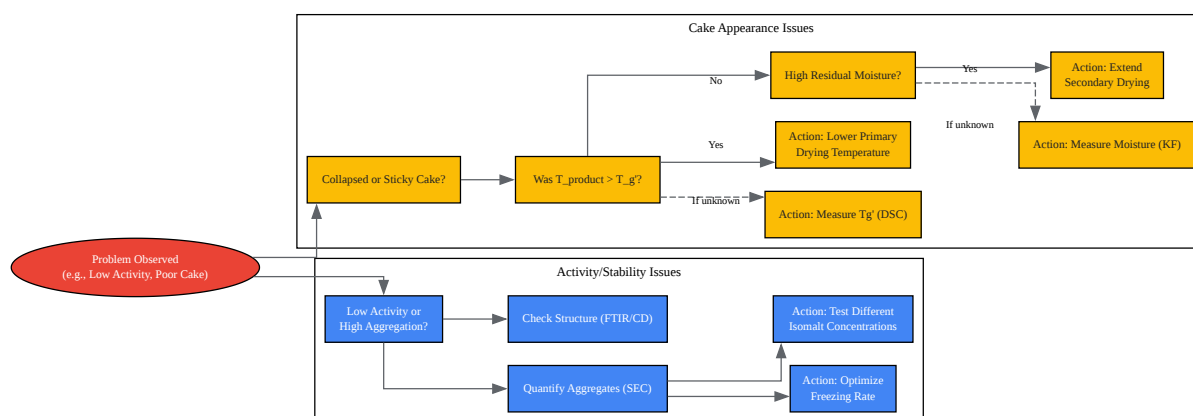 Cake Appearance Issues
High Residual Moisture?
Yes
Action: Extend
Secondary Drying
No
If unknown
Action: Measure Moisture (KF)
Action: Lower Primary
Drying Temperature
Yes
Collapsed or Sticky Cake?
Was T_product > T_g'?
If unknown
Action: Measure Tg' (DSC)
Problem Observed
(e.g., Low Activity, Poor Cake)
Activity/Stability Issues
Low Activity or
High Aggregation?
Check Structure (FTIR/CD)
Action: Test Different
Isomalt Concentrations
Quantify Aggregates (SEC)
Action: Optimize
Freezing Rate